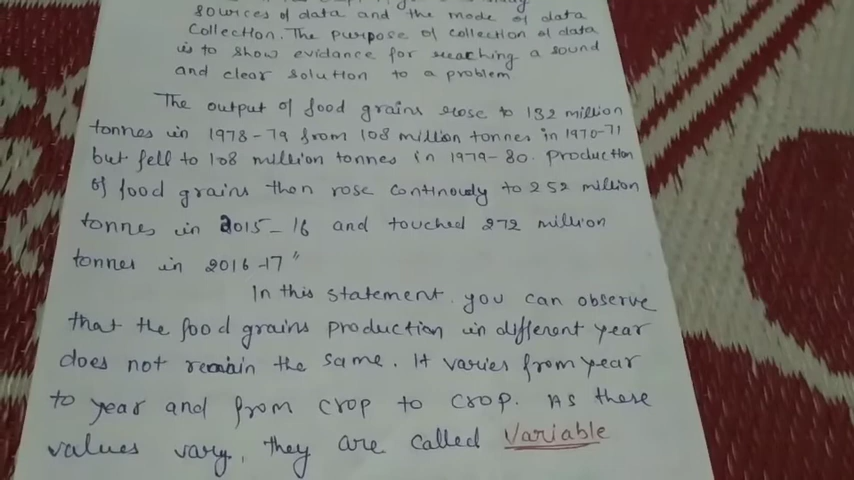 sources of data and the mode of data
Collection. The purpose of collection of data
is to show evidence for reaching a sound
and clear solution to a problem
The output of food grains rose to 132 million
tonnes in 1978-79 from 108 million tonnes in 1970-71
but fell to 108 million tonnes in 1979-80. Production
of food grains then rose continously to 252 million
tonnes in 2015-16 and touched 272 million
tonnes in 2016-17"
In this statement, you can observe
that the food grains production in different year
does not remain the same. It varies from year
to year and from crop to crop. As these
values vary, they are called Variable